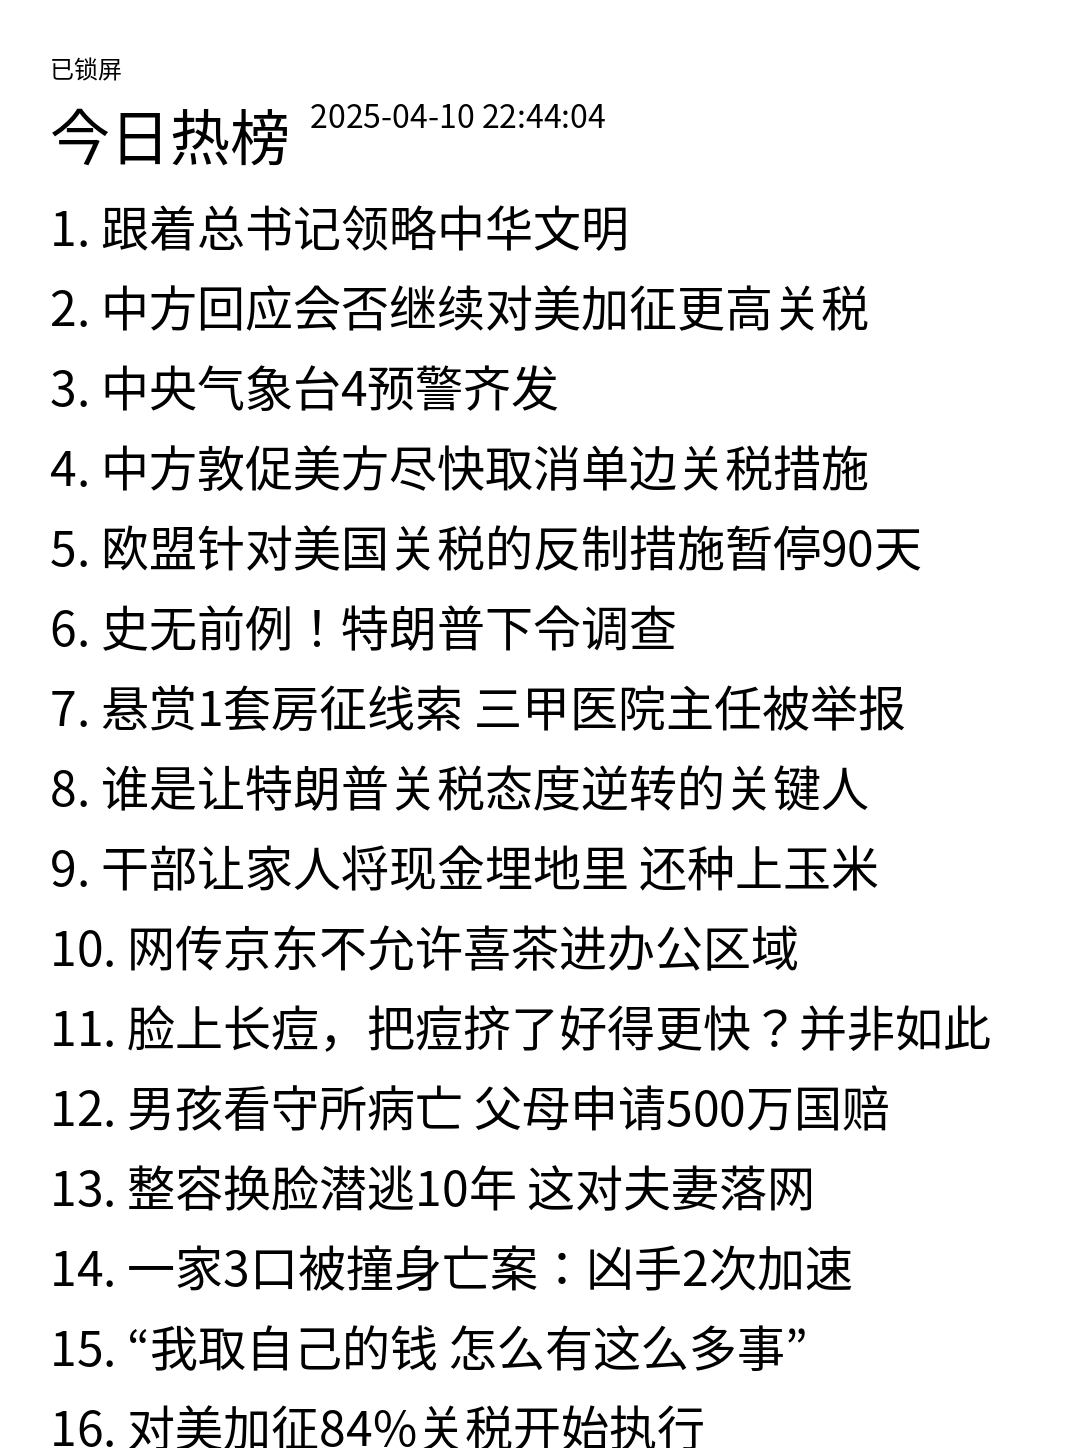 已锁屏
今日热榜 2025-04-10 22:44:04
1. 跟着总书记领略中华文明
2. 中方回应会否继续对美加征更高关税
3. 中央气象台4预警齐发
4. 中方敦促美方尽快取消单边关税措施
5. 欧盟针对美国关税的反制措施暂停90天
6. 史无前例！特朗普下令调查
7. 悬赏1套房征线索 三甲医院主任被举报
8. 谁是让特朗普关税态度逆转的关键人
9. 干部让家人将现金埋地里 还种上玉米
10. 网传京东不允许喜茶进办公区域
11. 脸上长痘，把痘挤了好得更快？并非如此
12. 男孩看守所病亡 父母申请500万国赔
13. 整容换脸潜逃10年 这对夫妻落网
14. 一家3口被撞身亡案：凶手2次加速
15. “我取自己的钱 怎么有这么多事”
16. 对美加征84%关税开始执行